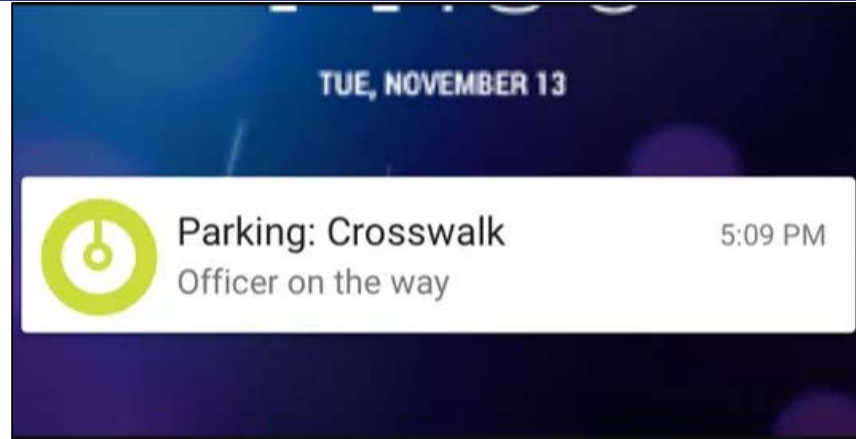 TUE, NOVEMBER 13
Parking: Crosswalk
5:09 PM
Officer on the way